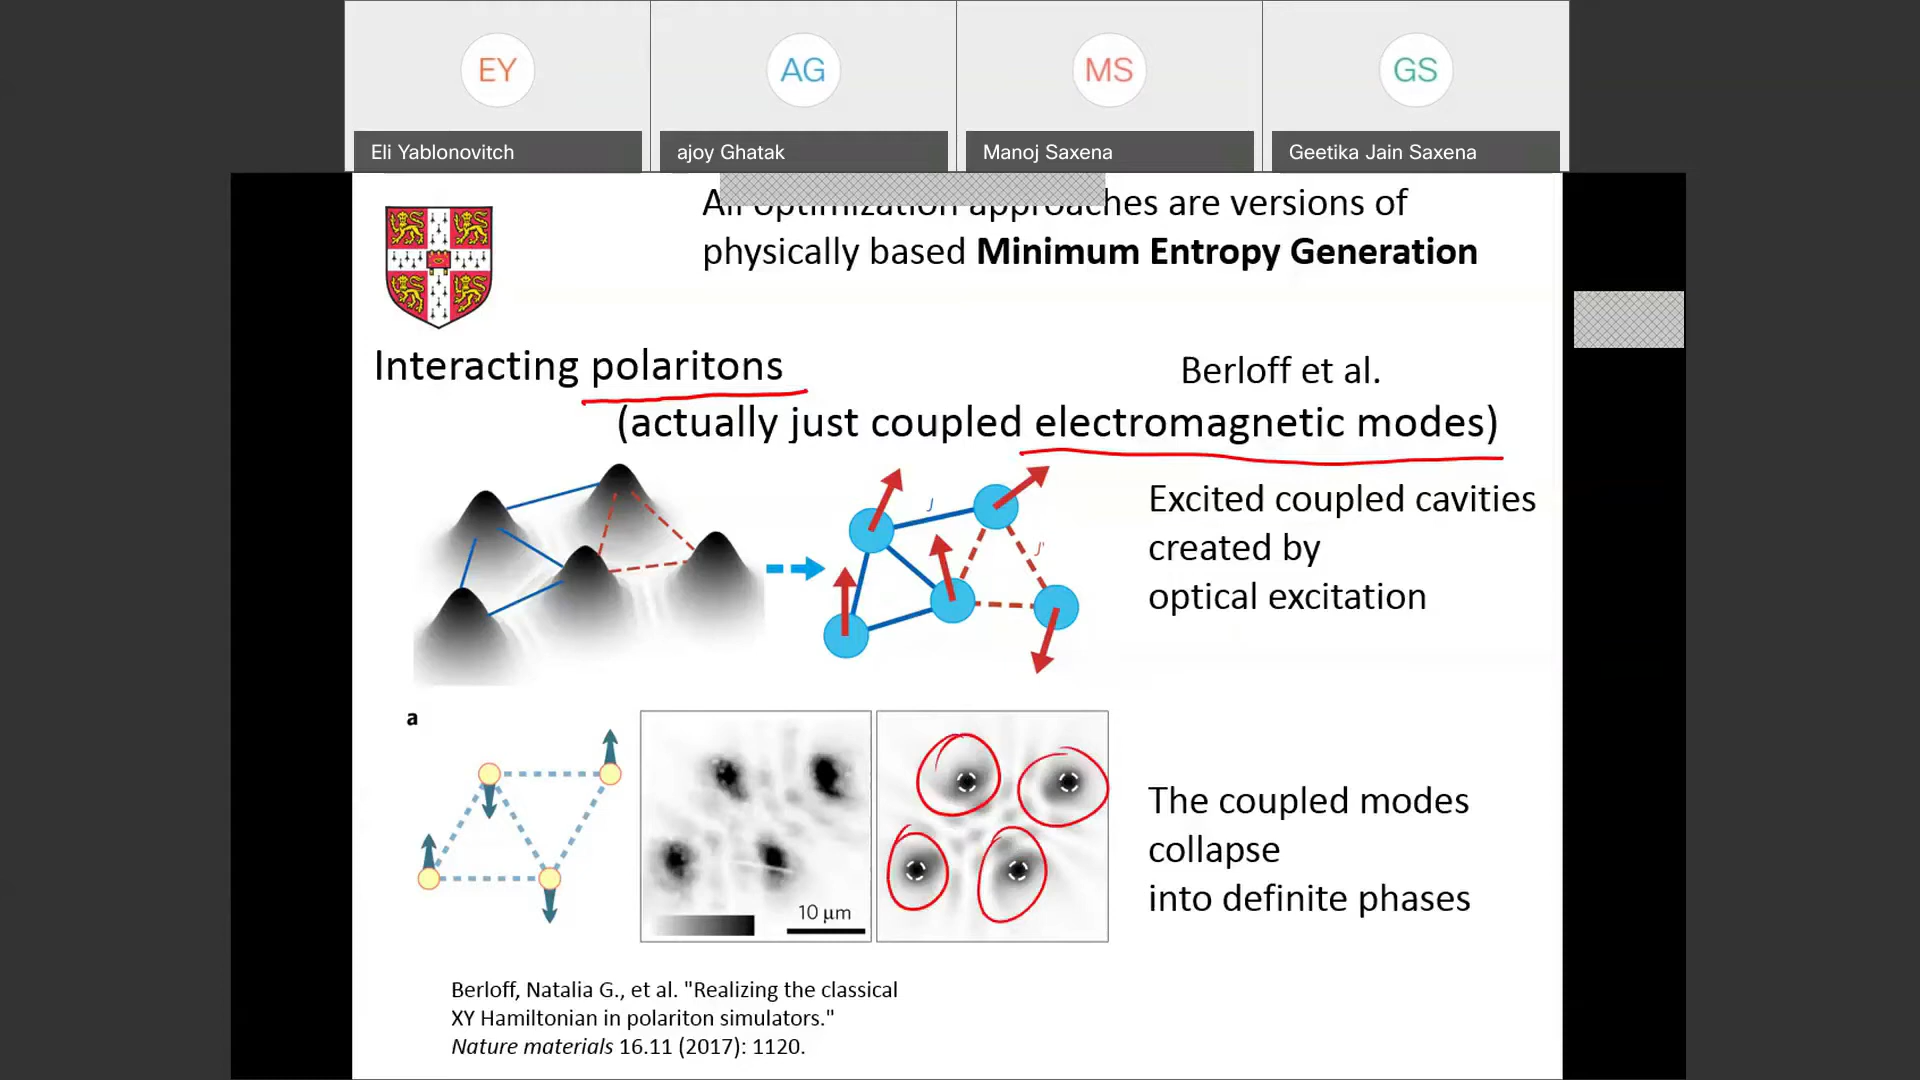 EY
AG
MS
GS
Eli Yablonovitch
ajoy Ghatak
Manoj Saxena
Geetika Jain Saxena
All optimization approaches are versions of
physically based Minimum Entropy Generation
Interacting polaritons
Berloff et al.
(actually just coupled electromagnetic modes)
J
J'
Excited coupled cavities
created by
optical excitation
a
10 µm
The coupled modes
collapse
into definite phases
Berloff, Natalia G., et al. "Realizing the classical
XY Hamiltonian in polariton simulators."
Nature materials 16.11 (2017): 1120.